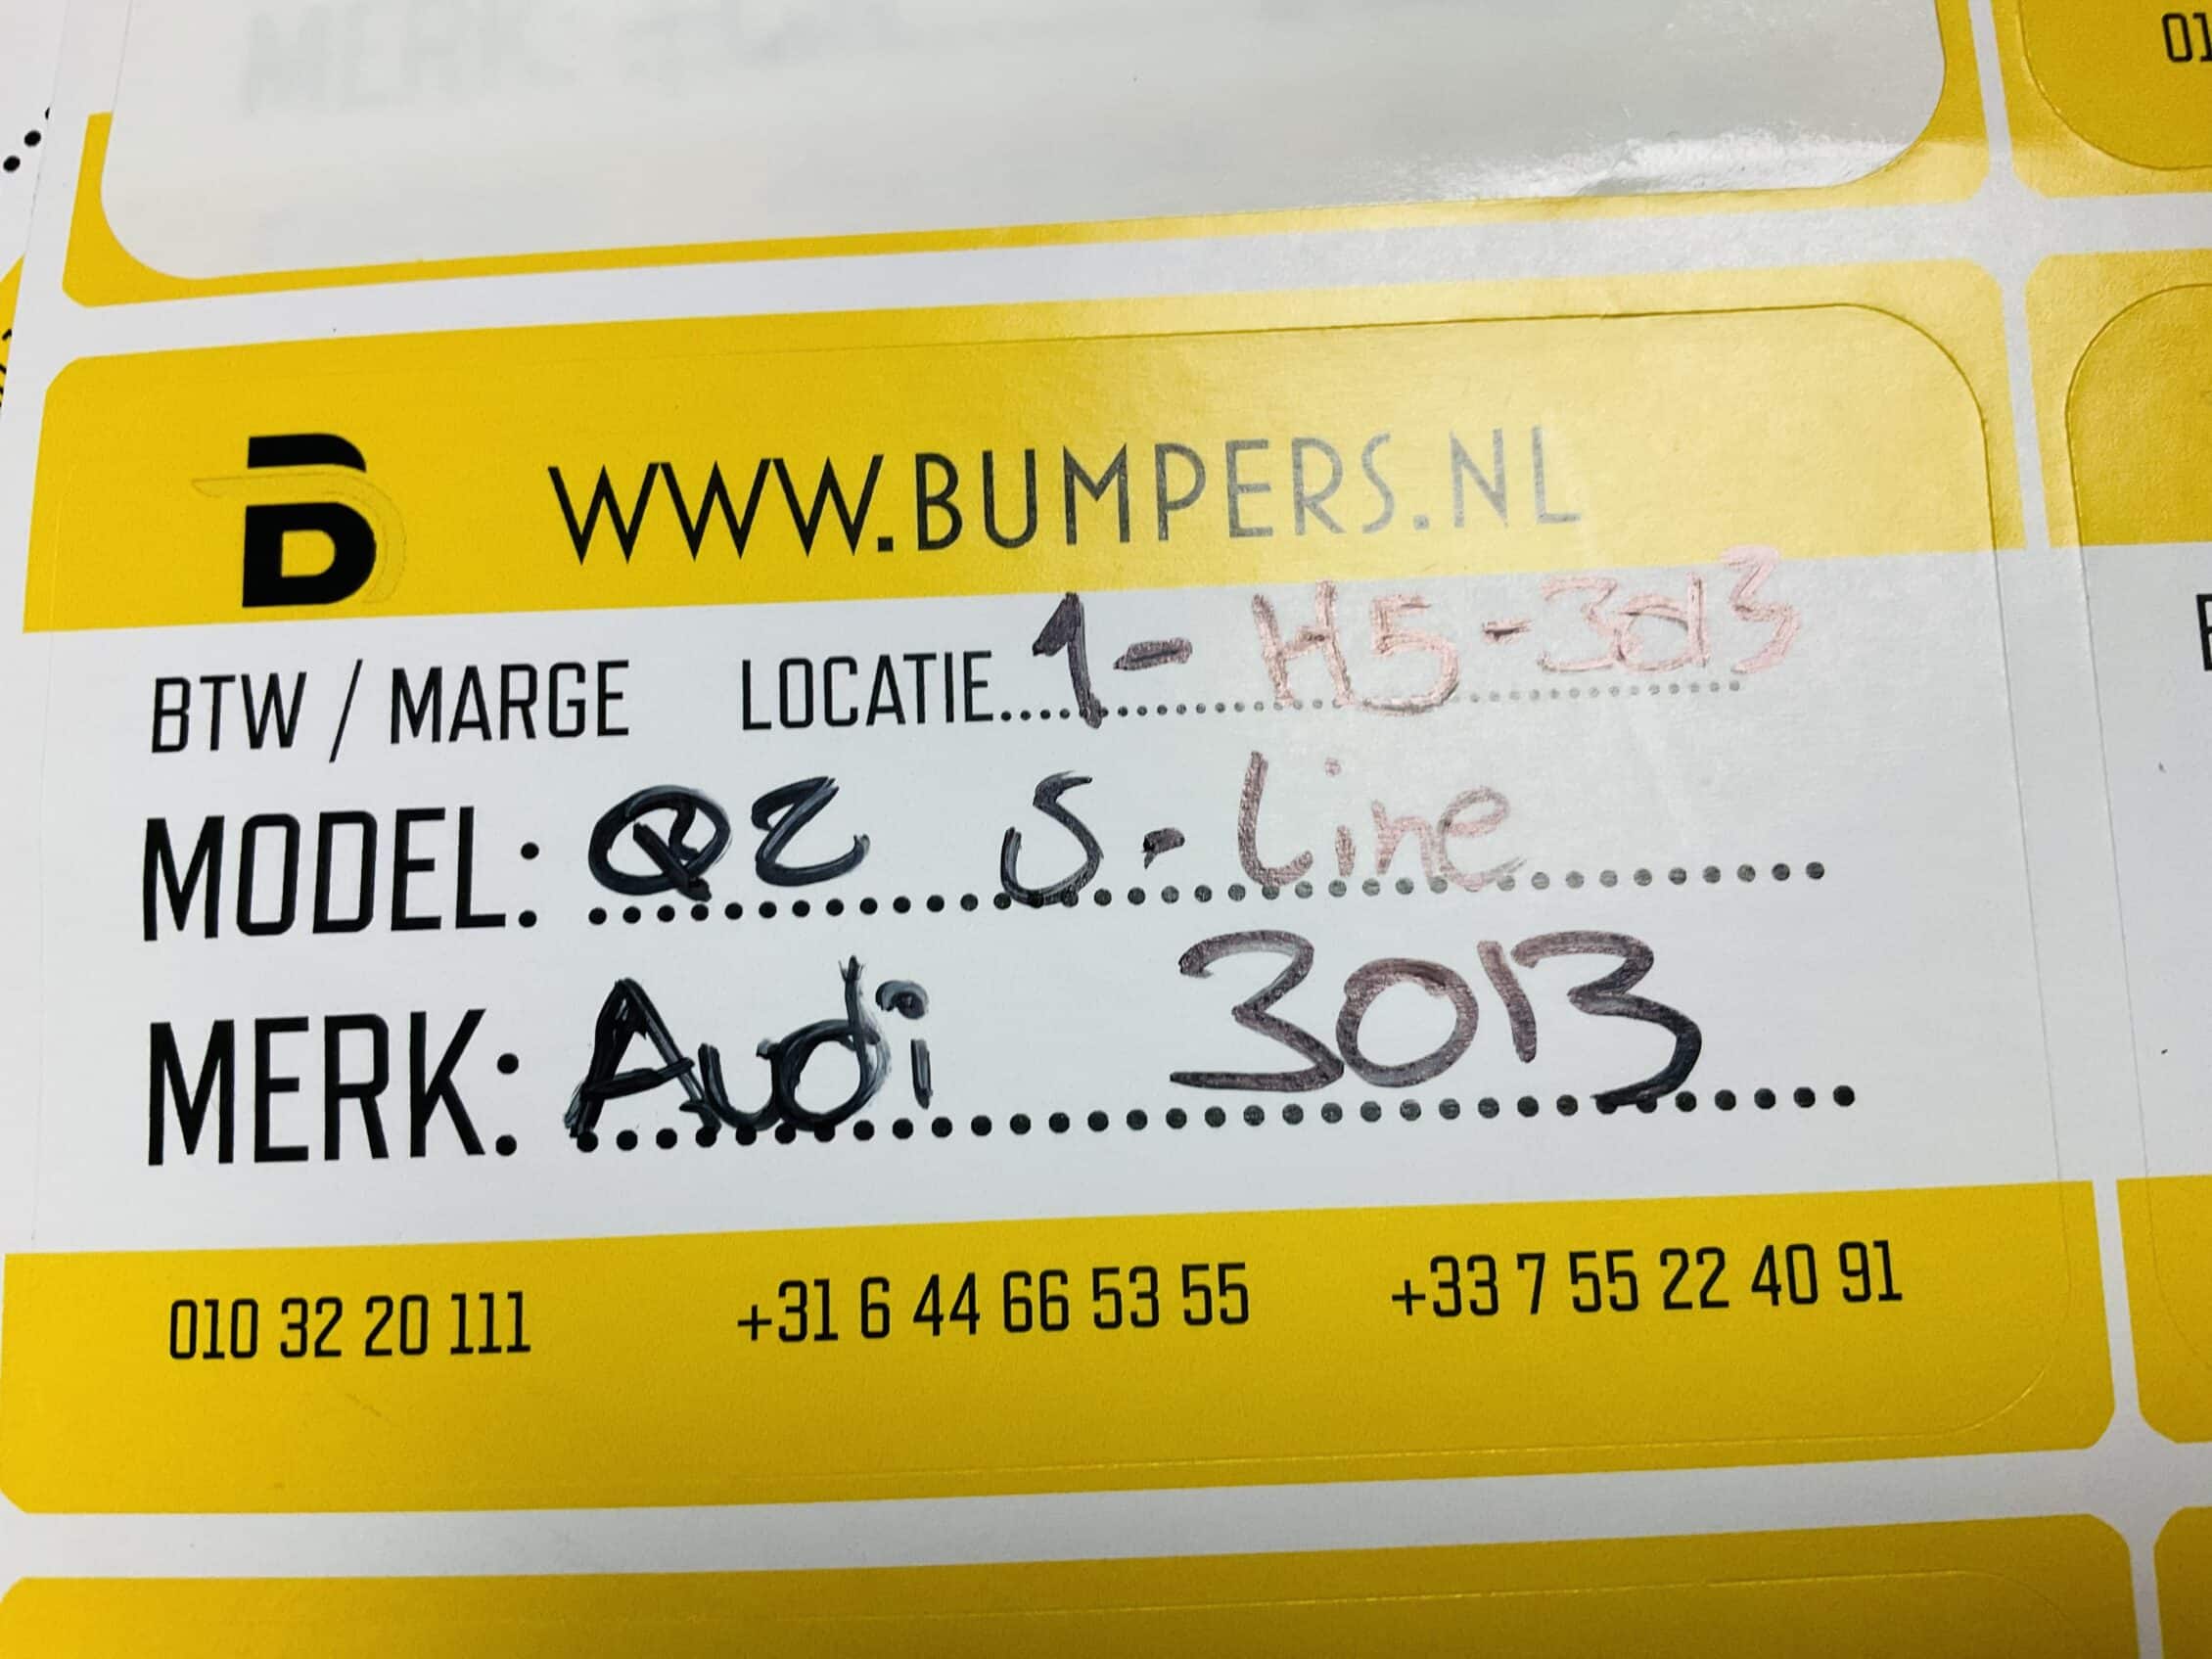 01
WWW.BUMPERS.NL
BTW / MARGE LOCATIE 1-H5-3013
MODEL: Q2 S-Line
MERK: Audi 3013
010 32 20 111 +31 6 44 66 53 55 +33 7 55 22 40 91